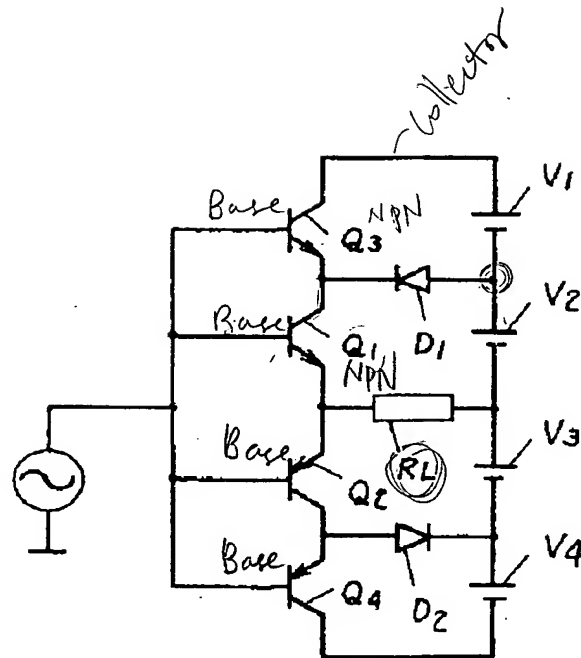 Collector
V1
Base
NPN
Q3
V2
Base
Q1
D1
NPN
V3
Base
RL
Q2
V4
Base
Q4
D2